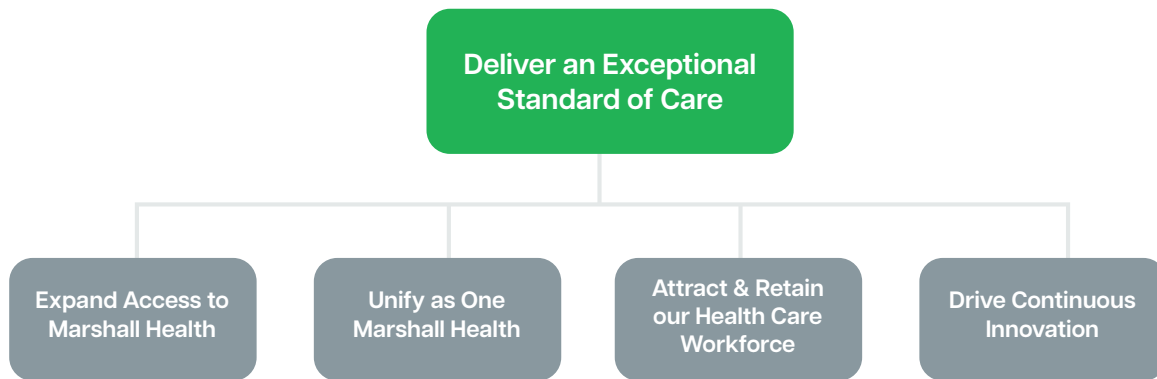 Deliver an Exceptional
Standard of Care
Expand Access to
Marshall Health
Unify as One
Marshall Health
Attract & Retain
our Health Care
Workforce
Drive Continuous
Innovation